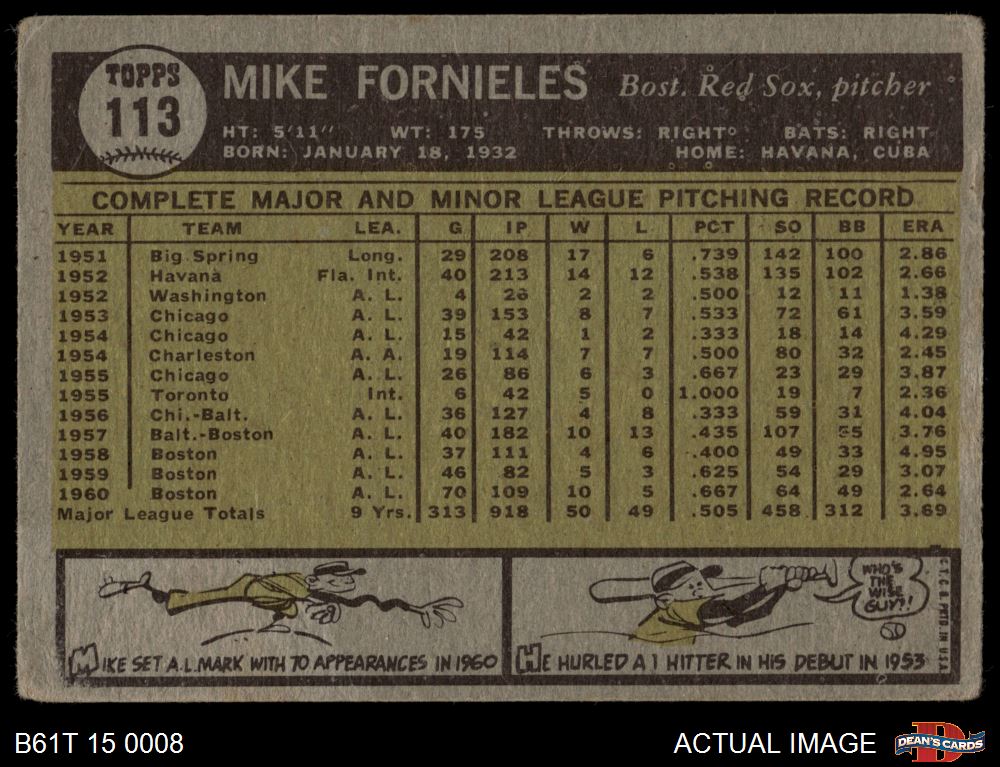 TOPPS
113
MIKE FORNIELES Bost. Red Sox, pitcher
HT: 5'11" WT: 175 THROWS: RIGHT BATS: RIGHT
BORN: JANUARY 18, 1932 HOME: HAVANA, CUBA
COMPLETE MAJOR AND MINOR LEAGUE PITCHING RECORD
YEAR TEAM LEA. G IP W L PCT SO BB ERA
1951 Big Spring Long. 29 208 17 6 .739 142 100 2.86
1952 Havana Fla. Int. 40 213 14 12 .538 135 102 2.66
1952 Washington A. L. 4 26 2 2 .500 12 11 1.38
1953 Chicago A. L. 39 153 8 7 .533 72 61 3.59
1954 Chicago A. L. 15 42 1 2 .333 18 14 4.29
1954 Charleston A. A. 19 114 7 7 .500 80 32 2.45
1955 Chicago A. L. 26 86 6 3 .667 23 29 3.87
1955 Toronto Int. 6 42 5 0 1.000 19 7 2.36
1956 Chi.-Balt. A. L. 36 127 4 8 .333 59 31 4.04
1957 Balt.-Boston A. L. 40 182 10 13 .435 107 55 3.76
1958 Boston A. L. 37 111 4 6 .400 49 33 4.95
1959 Boston A. L. 46 82 5 3 .625 54 29 3.07
1960 Boston A. L. 70 109 10 5 .667 64 49 2.64
Major League Totals 9 Yrs. 313 918 50 49 .505 458 312 3.69
WHO'S
THE
WISE
GUY?!
MIKE SET A.L. MARK WITH 70 APPEARANCES IN 1960
HE HURLED A 1 HITTER IN HIS DEBUT IN 1953
©T.C.G. PRTD. IN U.S.A.
B61T 15 0008
ACTUAL IMAGE
D
DEAN'S CARDS